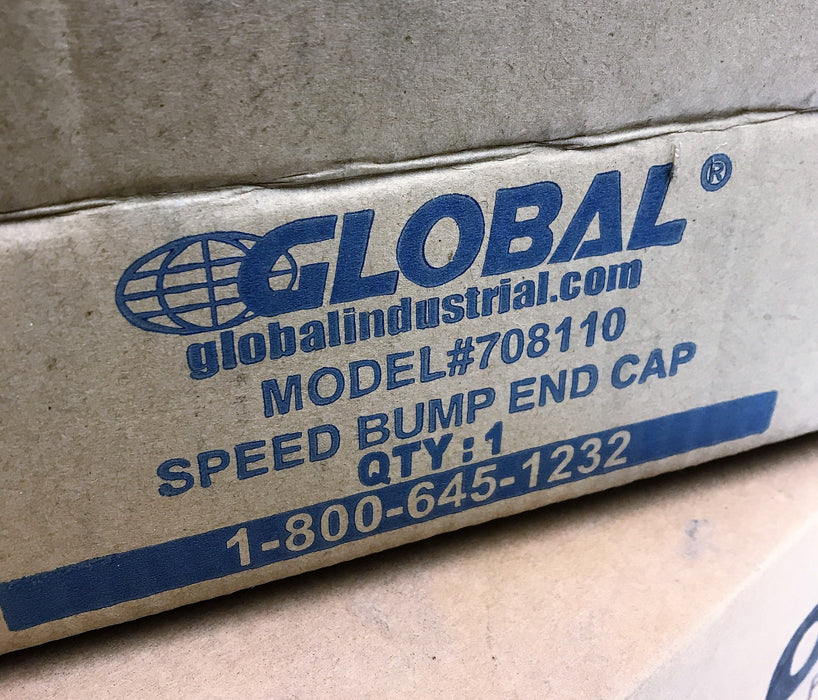 GLOBAL®
globalindustrial.com
MODEL#708110
SPEED BUMP END CAP
QTY:1
1-800-645-1232